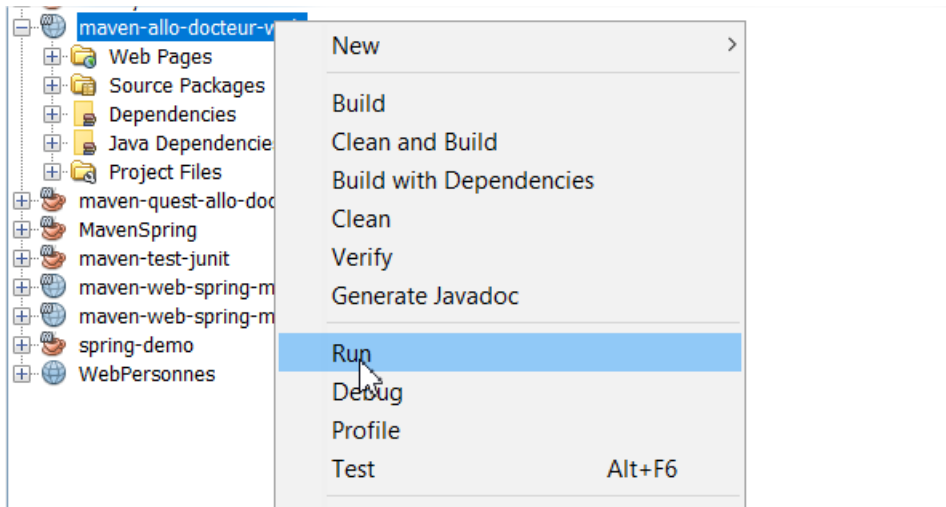 maven-allo-docteur-w
Web Pages
Source Packages
Dependencies
Java Dependencie
Project Files
maven-quest-allo-doc
MavenSpring
maven-test-junit
maven-web-spring-m
maven-web-spring-m
spring-demo
WebPersonnes
New
Build
Clean and Build
Build with Dependencies
Clean
Verify
Generate Javadoc
Run
Debug
Profile
Test Alt+F6